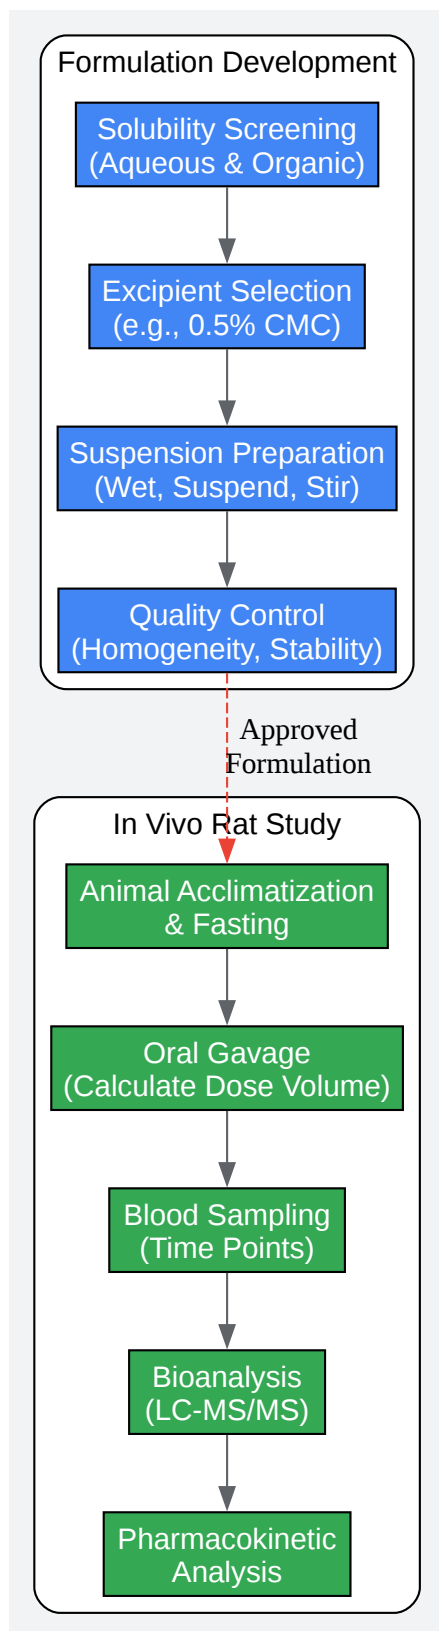 Formulation Development
Solubility Screening
(Aqueous & Organic)
Excipient Selection
(e.g., 0.5% CMC)
Suspension Preparation
(Wet, Suspend, Stir)
Quality Control
(Homogeneity, Stability)
Approved
Formulation
In Vivo Rat Study
Animal Acclimatization
& Fasting
Oral Gavage
(Calculate Dose Volume)
Blood Sampling
(Time Points)
Bioanalysis
(LC-MS/MS)
Pharmacokinetic
Analysis